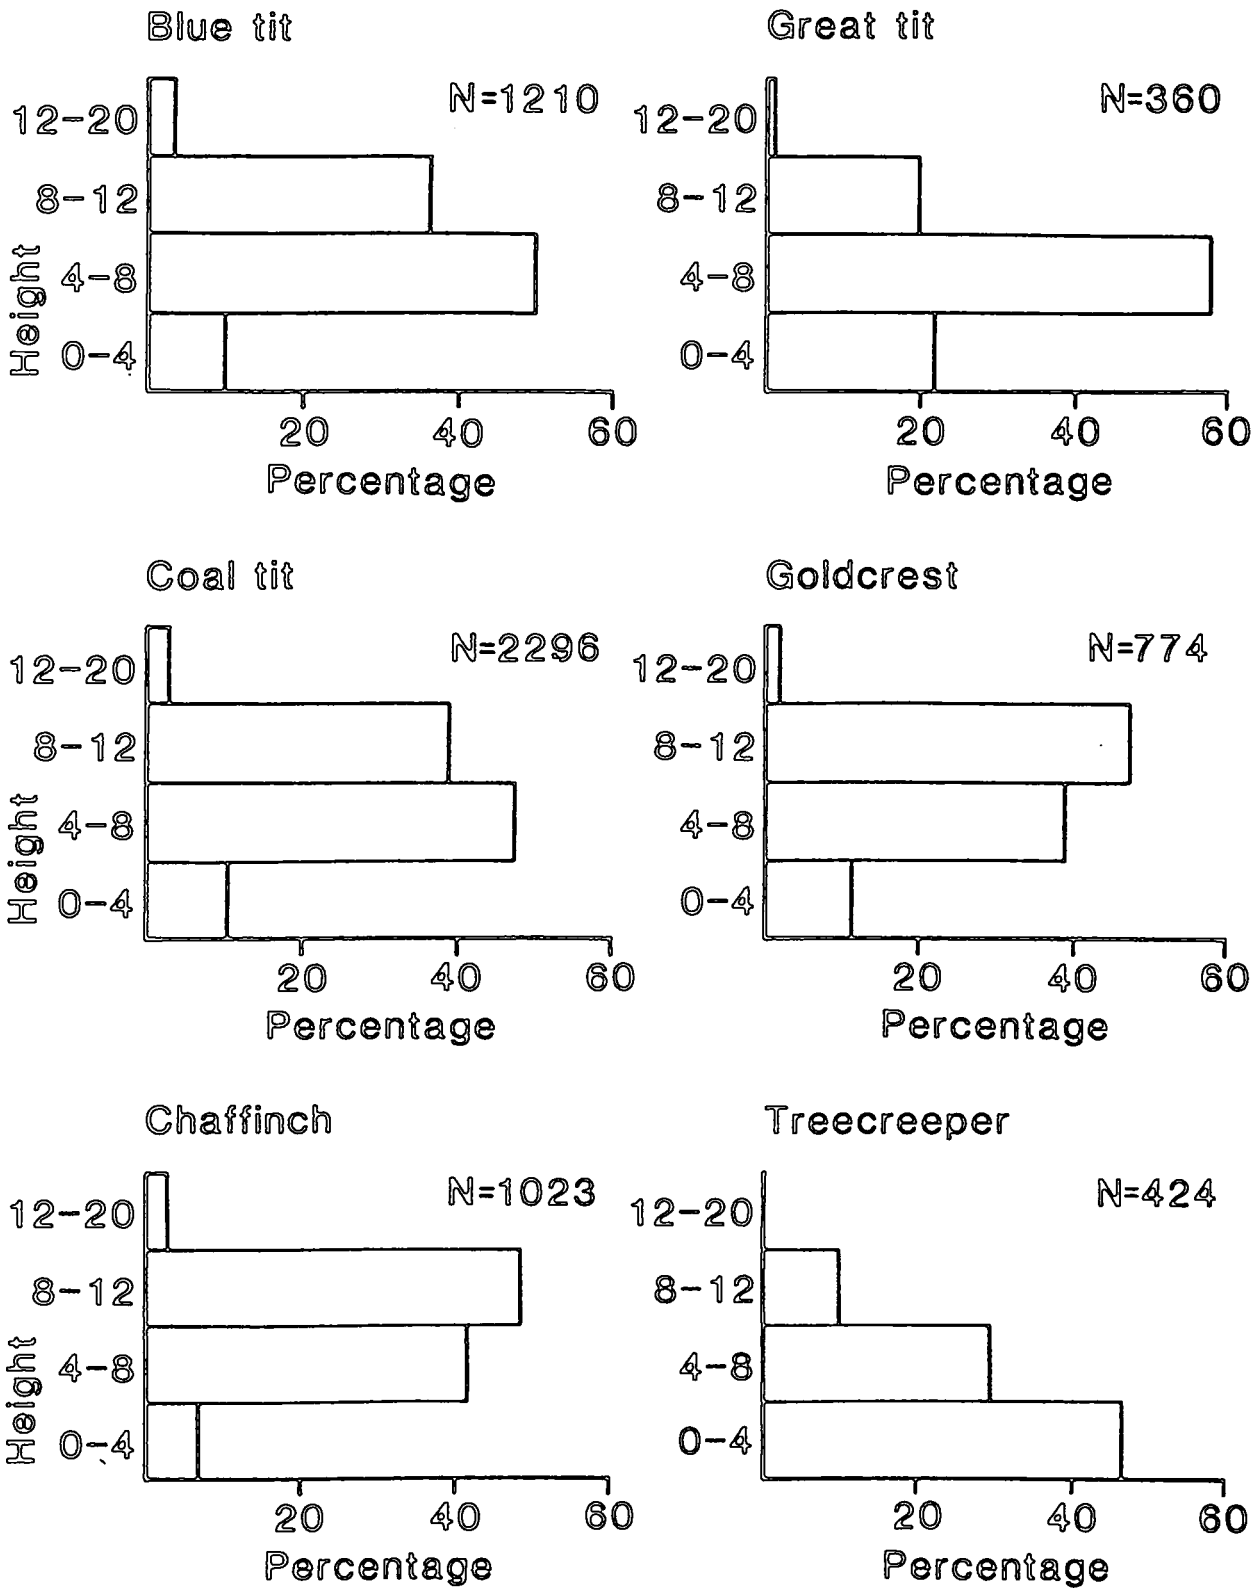 Blue tit
N=1210
12-20
8-12
4-8
0-4
Height
20 40 60
Percentage
Great tit
N=360
12-20
8-12
4-8
0-4
20 40 60
Percentage
Coal tit
N=2296
12-20
8-12
4-8
0-4
Height
20 40 60
Percentage
Goldcrest
N=774
12-20
8-12
4-8
0-4
20 40 60
Percentage
Chaffinch
N=1023
12-20
8-12
4-8
0-4
Height
20 40 60
Percentage
Treecreeper
N=424
12-20
8-12
4-8
0-4
20 40 60
Percentage